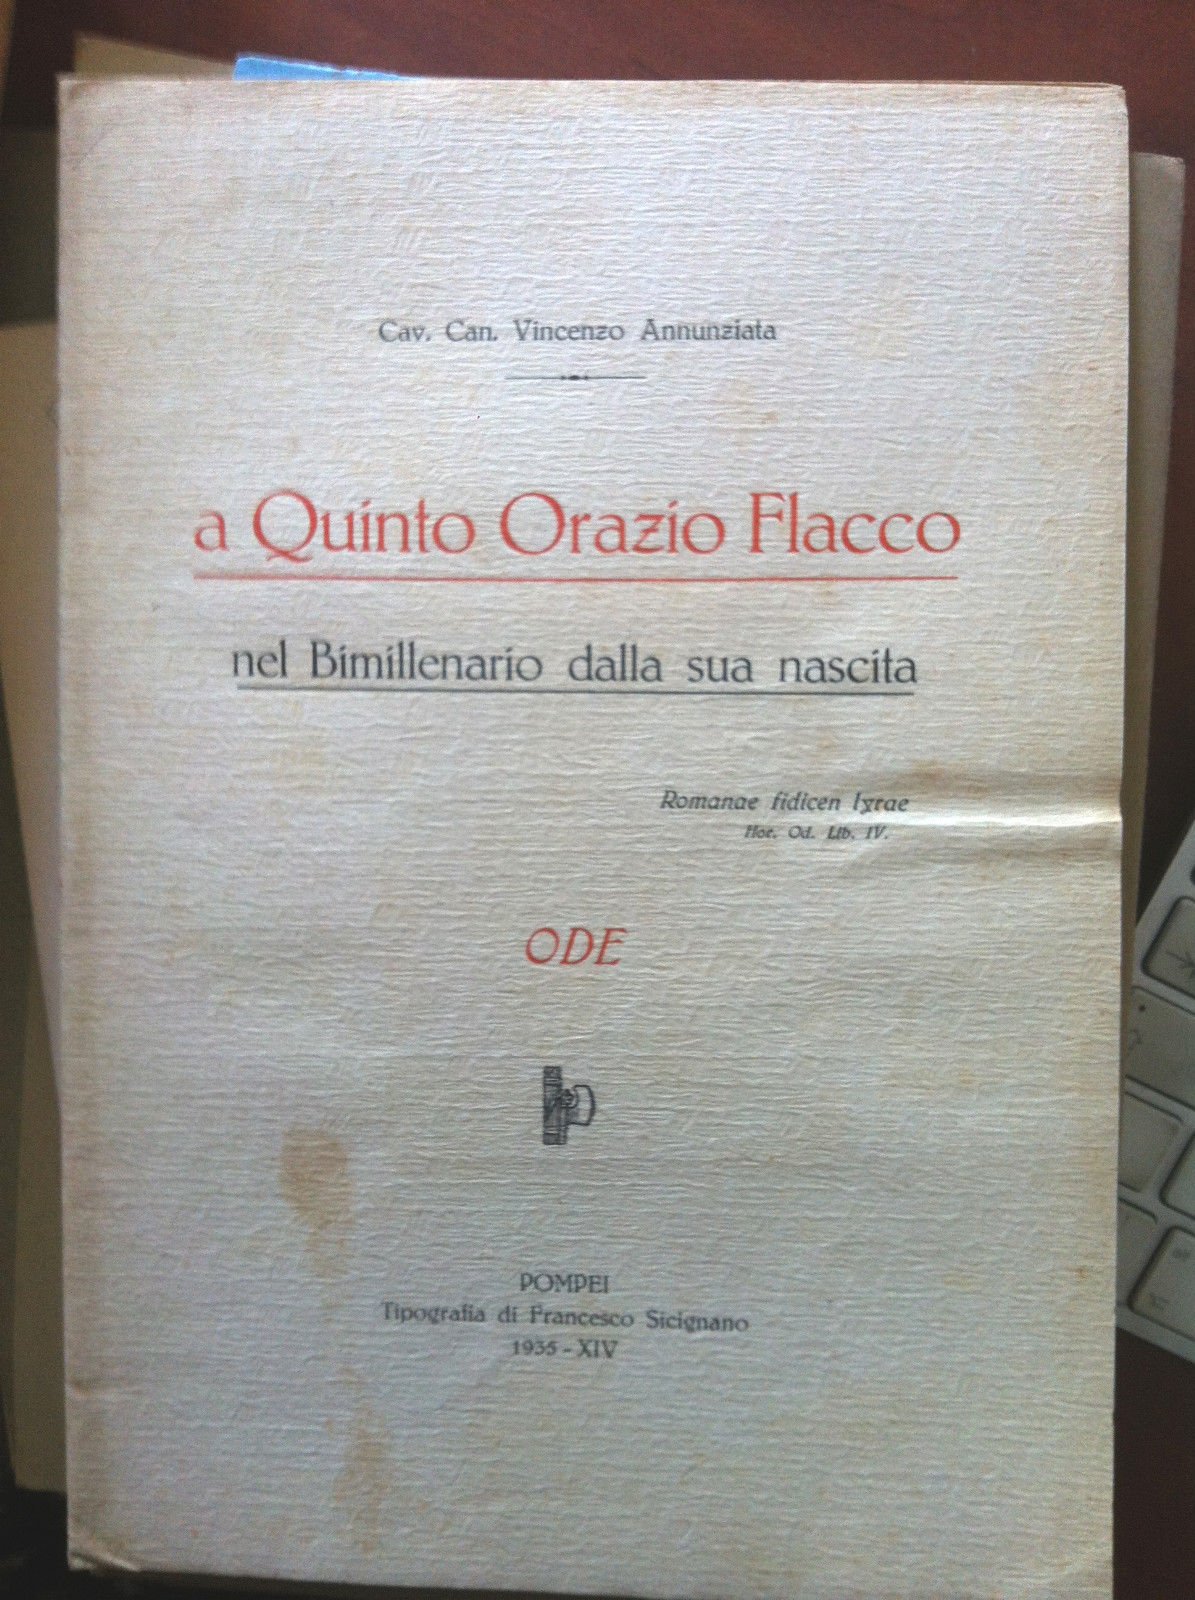 Cav. Can. Vincenzo Annunziata
a Quinto Orazio Flacco
nel Bimillenario dalla sua nascita
Romanae fidicen lyrae
Hor. Od. Lib. IV.
ODE
POMPEI
Tipografia di Francesco Sicignano
1935 - XIV